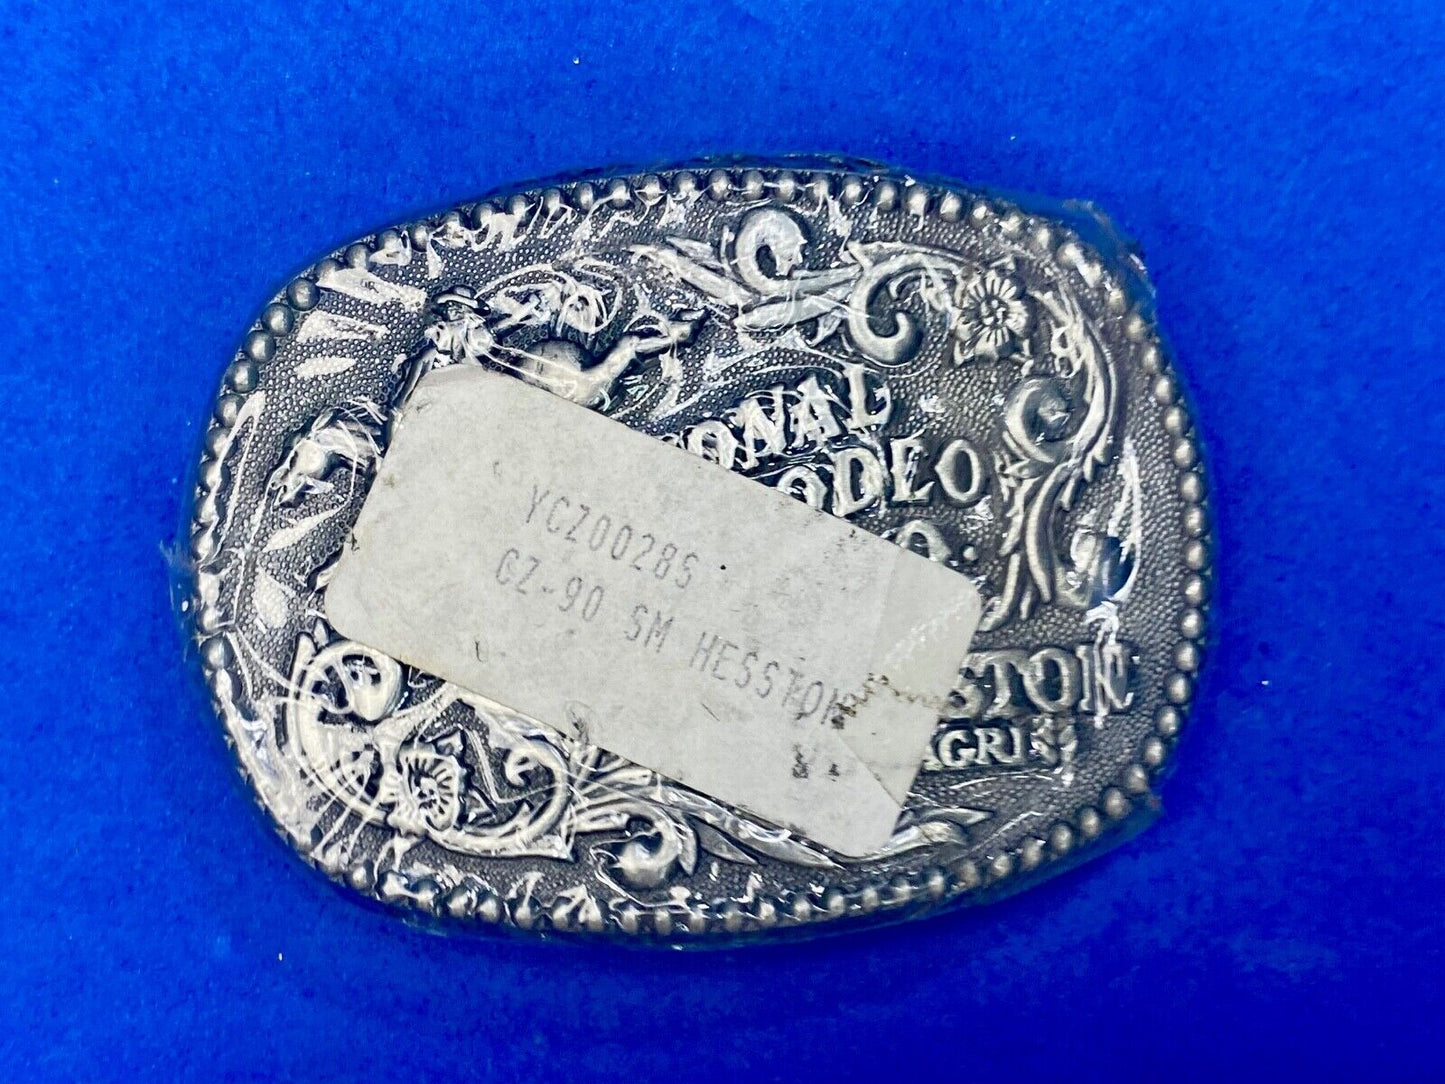 ONAL
ODEO
YCZ0028S
GZ-90 SM HESSTON
STON
AGRI